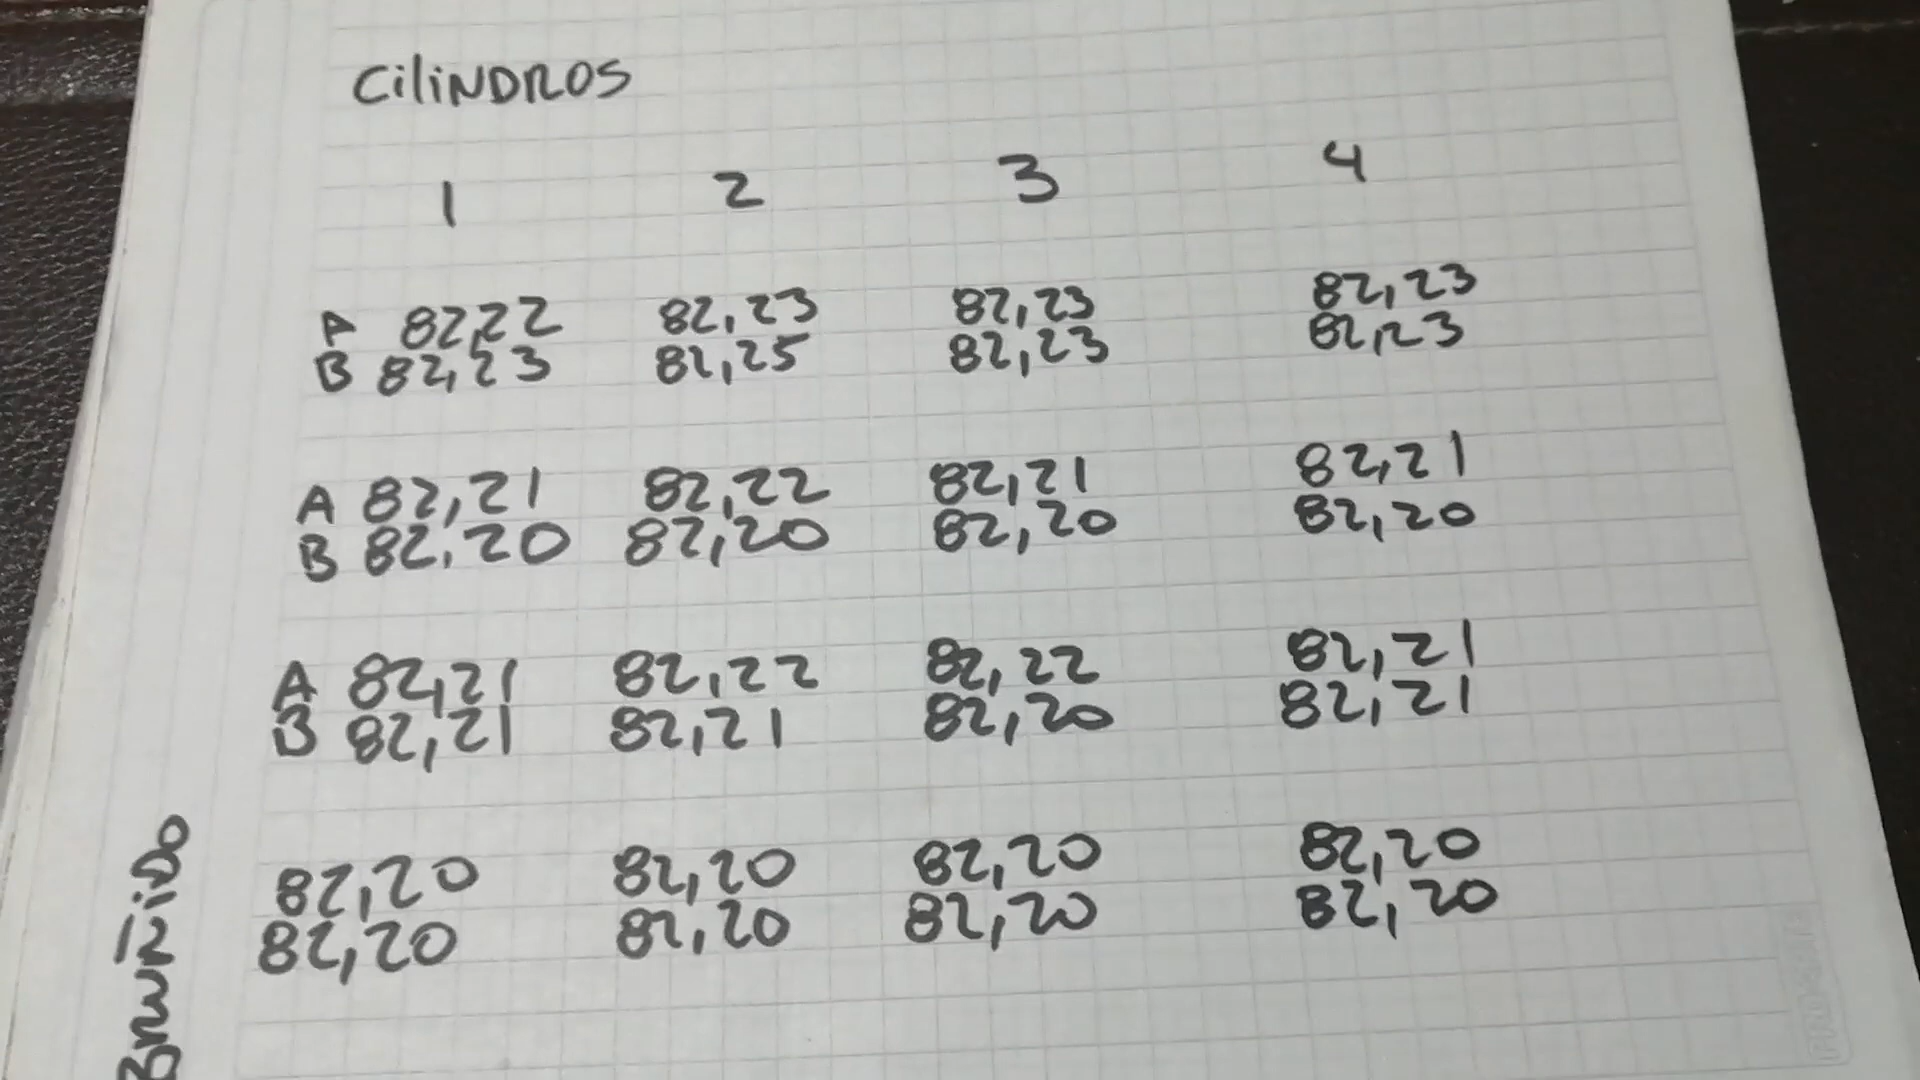 CiliNDROS
1 2 3 4
A 82,22 82,23 82,23 82,23
B 82,23 82,25 82,23 82,23
A 82,21 82,22 82,21 82,21
B 82,20 82,20 82,20 82,20
A 82,21 82,22 82,22 82,21
B 82,21 82,21 82,20 82,21
82,20 82,20 82,20 82,20
82,20 82,20 82,20 82,20
BruÑiDo